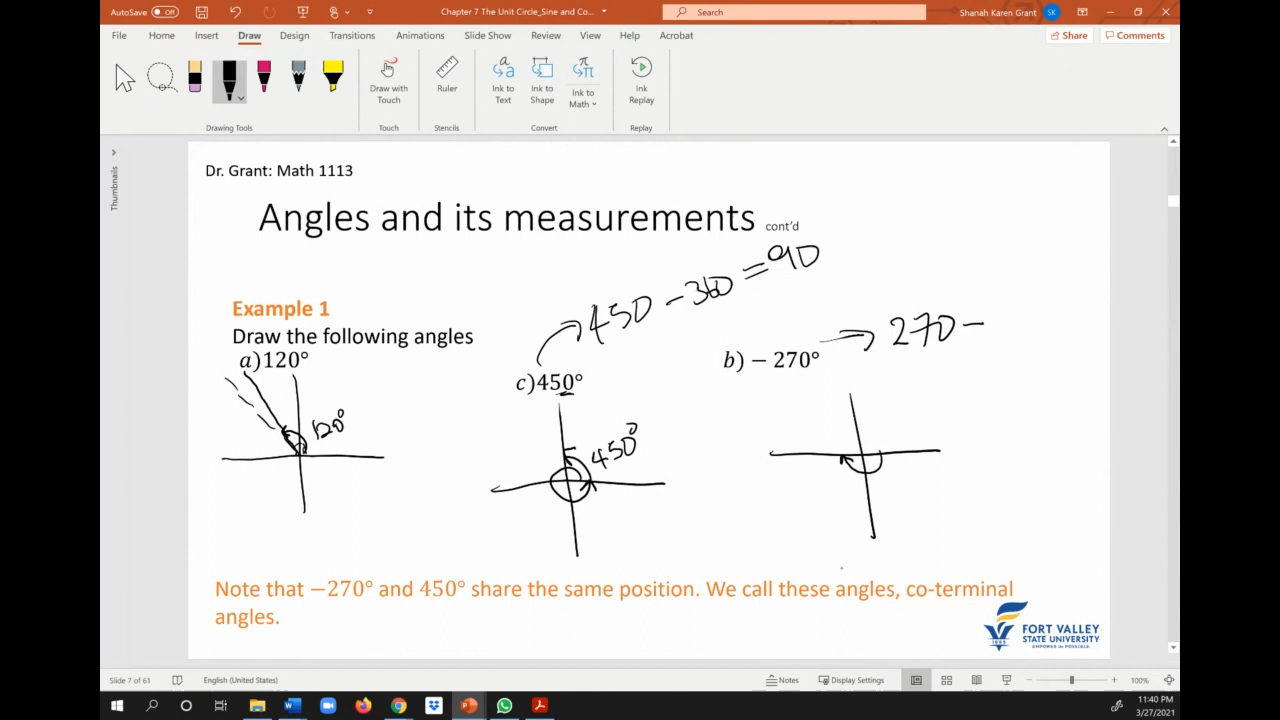 AutoSave Off Chapter 7 The Unit Circle_Sine and Co... Search Shanah Karen Grant SK
File Home Insert Draw Design Transitions Animations Slide Show Review View Help Acrobat Share Comments
Draw with Touch Ruler Ink to Text Ink to Shape Ink to Math Ink Replay
Drawing Tools Touch Stencils Convert Replay
Thumbnails
Dr. Grant: Math 1113
Angles and its measurements cont'd
450 - 360 = 90
Example 1
Draw the following angles
270 -
a)120°
b) − 270°
c)450°
120°
450°
Note that −270° and 450° share the same position. We call these angles, co-terminal
angles.
FORT VALLEY
STATE UNIVERSITY
EMPOWER the POSSIBLE.
1895
Slide 7 of 61 English (United States) Notes Display Settings 100%
11:40 PM
3/27/2021